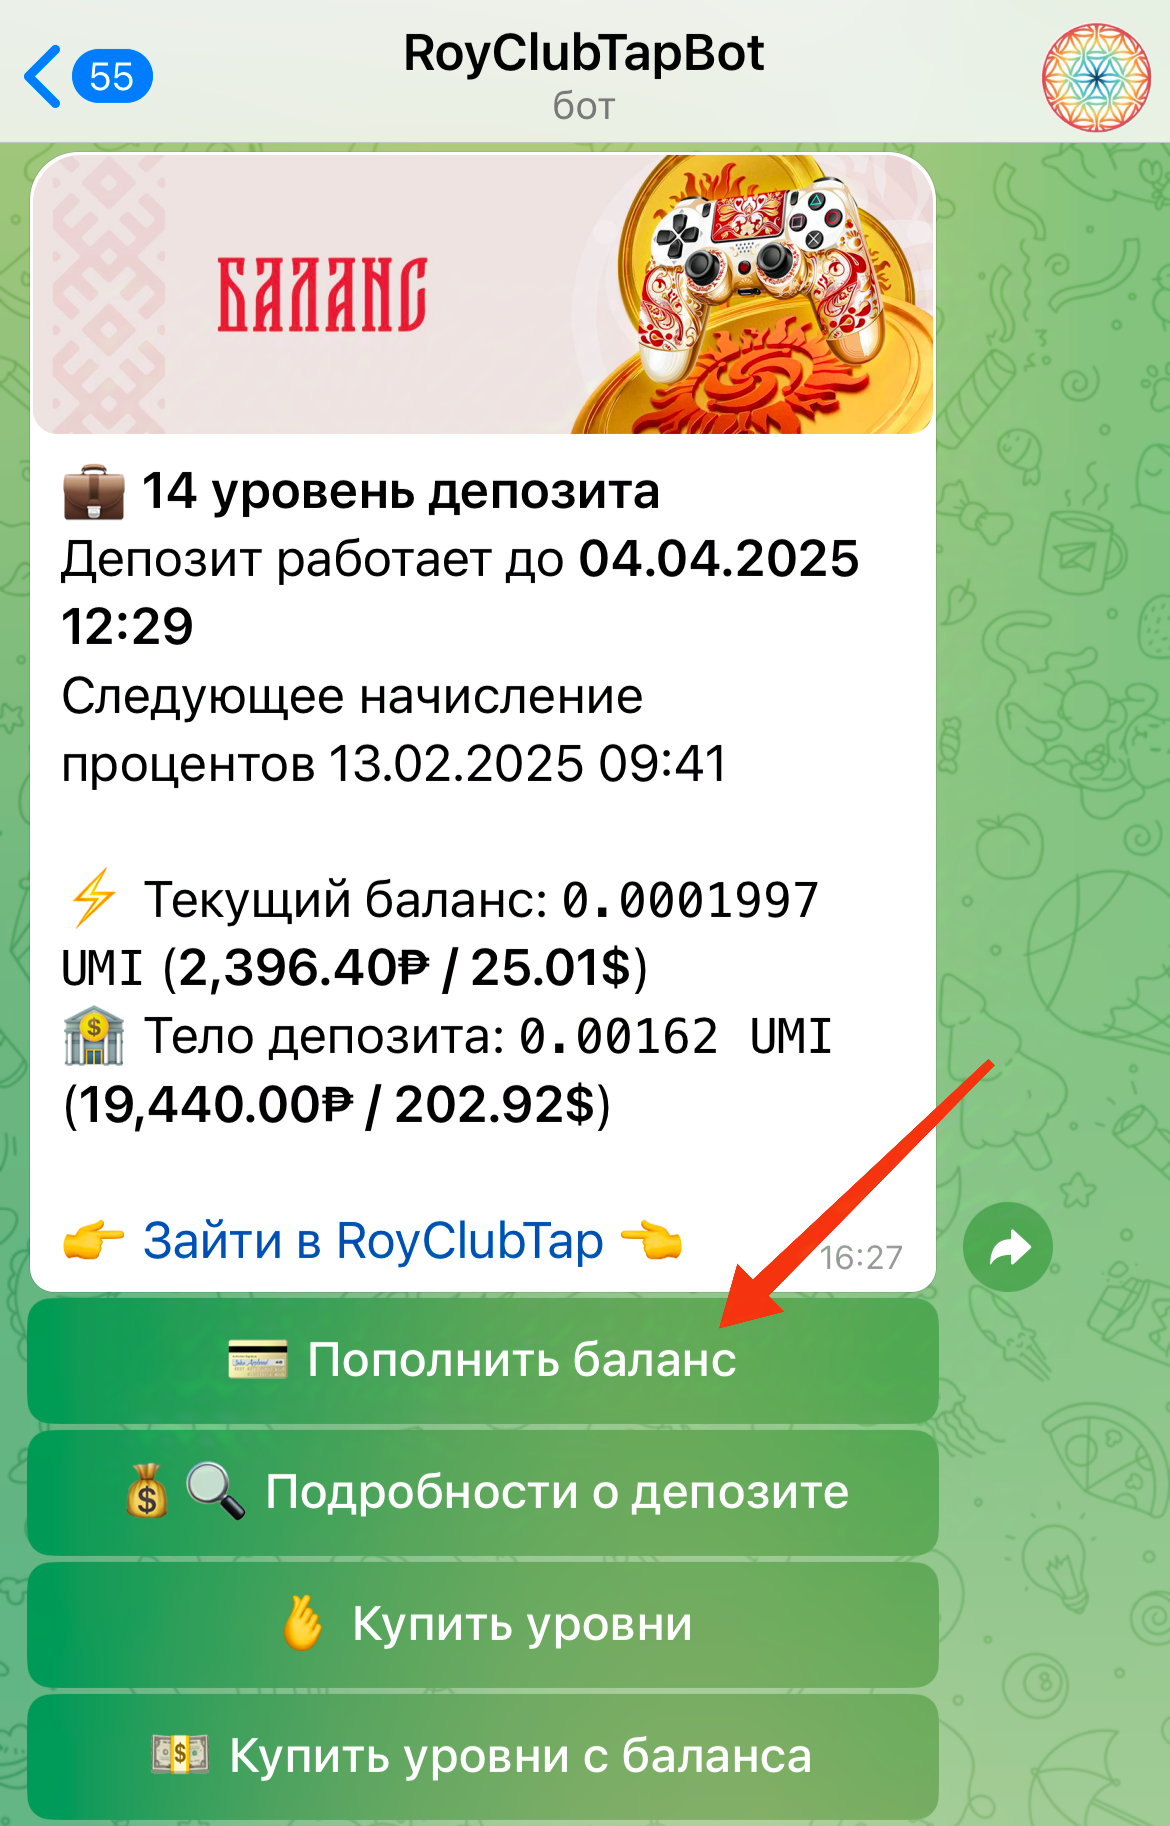 55
RoyClubTapBot
бот
БАЛАНС
14 уровень депозита
Депозит работает до 04.04.2025
12:29
Следующее начисление
процентов 13.02.2025 09:41
Текущий баланс: 0.0001997
UMI (2,396.40₽ / 25.01$)
Тело депозита: 0.00162 UMI
(19,440.00₽ / 202.92$)
Зайти в RoyClubTap
16:27
Пополнить баланс
Подробности о депозите
Купить уровни
Купить уровни с баланса